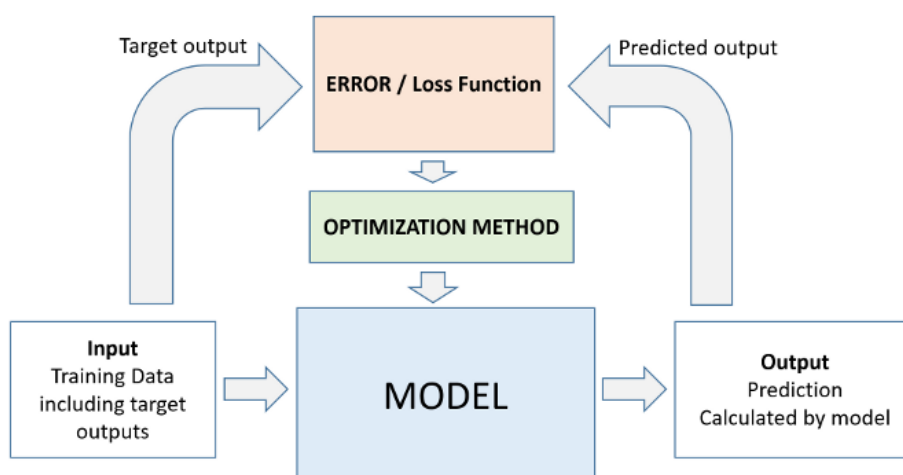 Target output
Predicted output
ERROR / Loss Function
OPTIMIZATION METHOD
Input
Training Data
including target
outputs
MODEL
Output
Prediction
Calculated by model